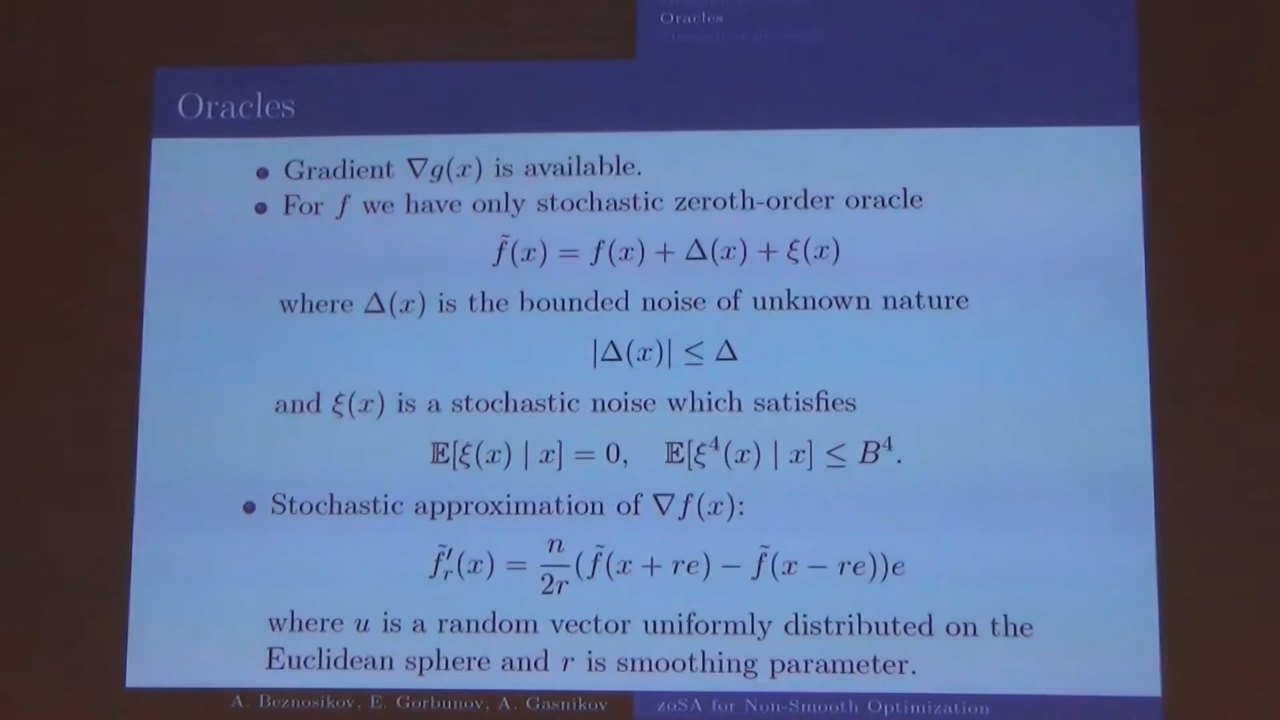 Oracles
Oracles
• Gradient ∇g(x) is available.
• For f we have only stochastic zeroth-order oracle
f̃(x) = f(x) + Δ(x) + ξ(x)
where Δ(x) is the bounded noise of unknown nature
|Δ(x)| ≤ Δ
and ξ(x) is a stochastic noise which satisfies
𝔼[ξ(x) | x] = 0, 𝔼[ξ⁴(x) | x] ≤ B⁴.
• Stochastic approximation of ∇f(x):
f̃′ᵣ(x) = n/2r (f̃(x + re) − f̃(x − re))e
where u is a random vector uniformly distributed on the
Euclidean sphere and r is smoothing parameter.
A. Beznosikov, E. Gorbunov, A. Gasnikov zoSA for Non-Smooth Optimization